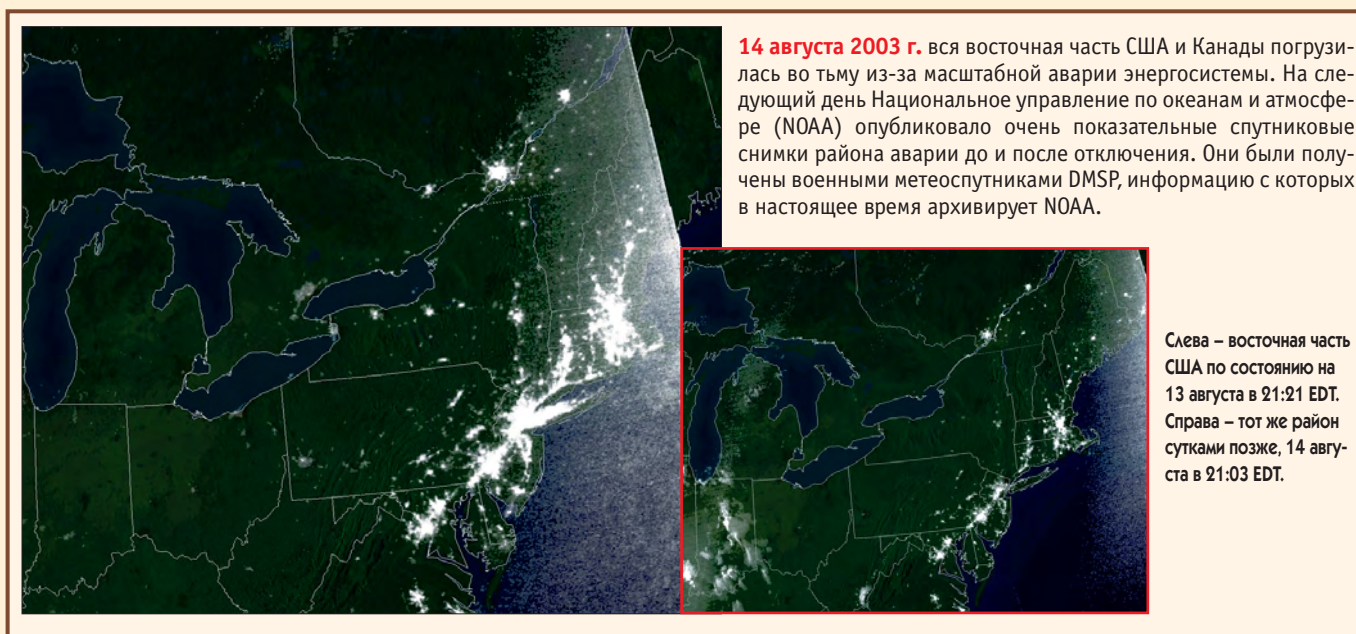 14 августа 2003 г. вся восточная часть США и Канады погрузи-
лась во тьму из-за масштабной аварии энергосистемы. На сле-
дующий день Национальное управление по океанам и атмосфе-
ре (NOAA) опубликовало очень показательные спутниковые
снимки района аварии до и после отключения. Они были полу-
чены военными метеоспутниками DMSP, информацию с которых
в настоящее время архивирует NOAA.
Слева – восточная часть
США по состоянию на
13 августа в 21:21 EDT.
Справа – тот же район
сутками позже, 14 авгу-
ста в 21:03 EDT.